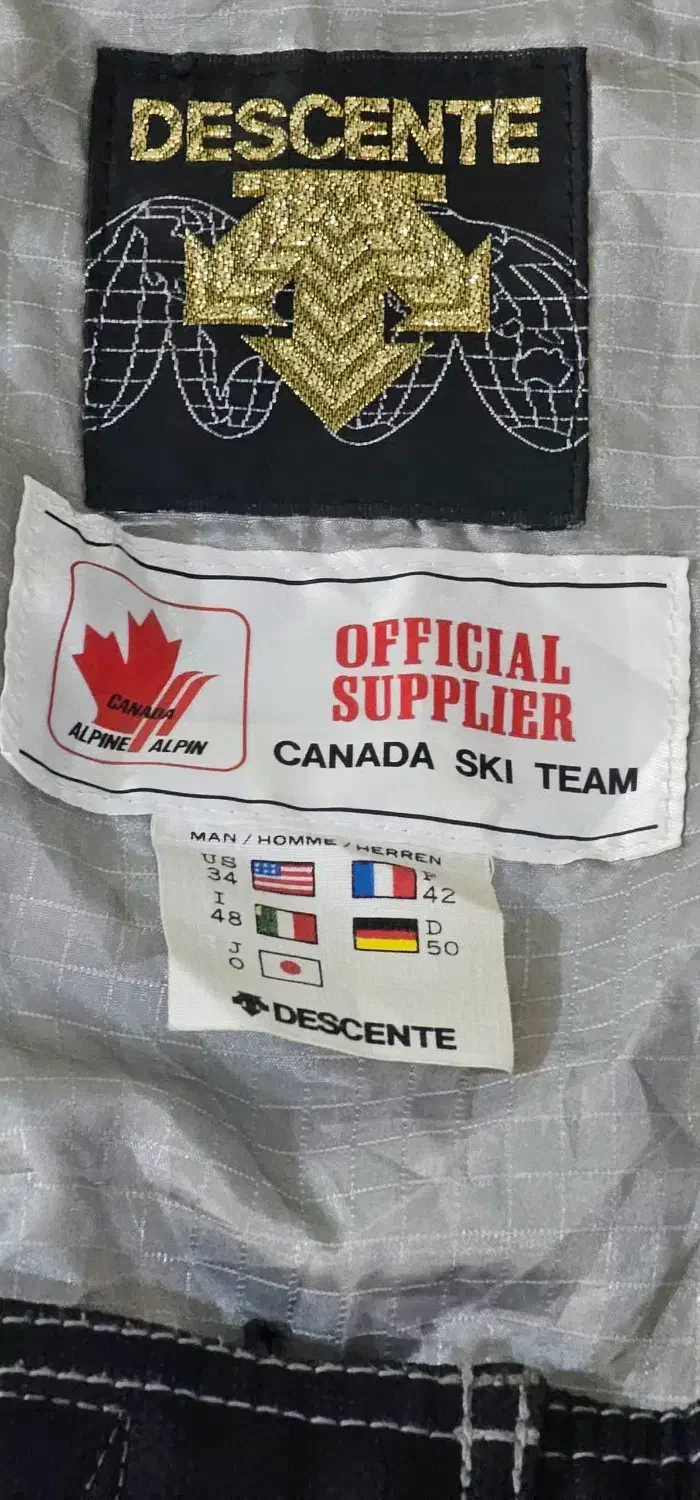 DESCENTE
CANADA
ALPINE ALPIN
OFFICIAL
SUPPLIER
CANADA SKI TEAM
MAN / HOMME / HERREN
US
34
F
42
I
48
D
50
J
O
DESCENTE